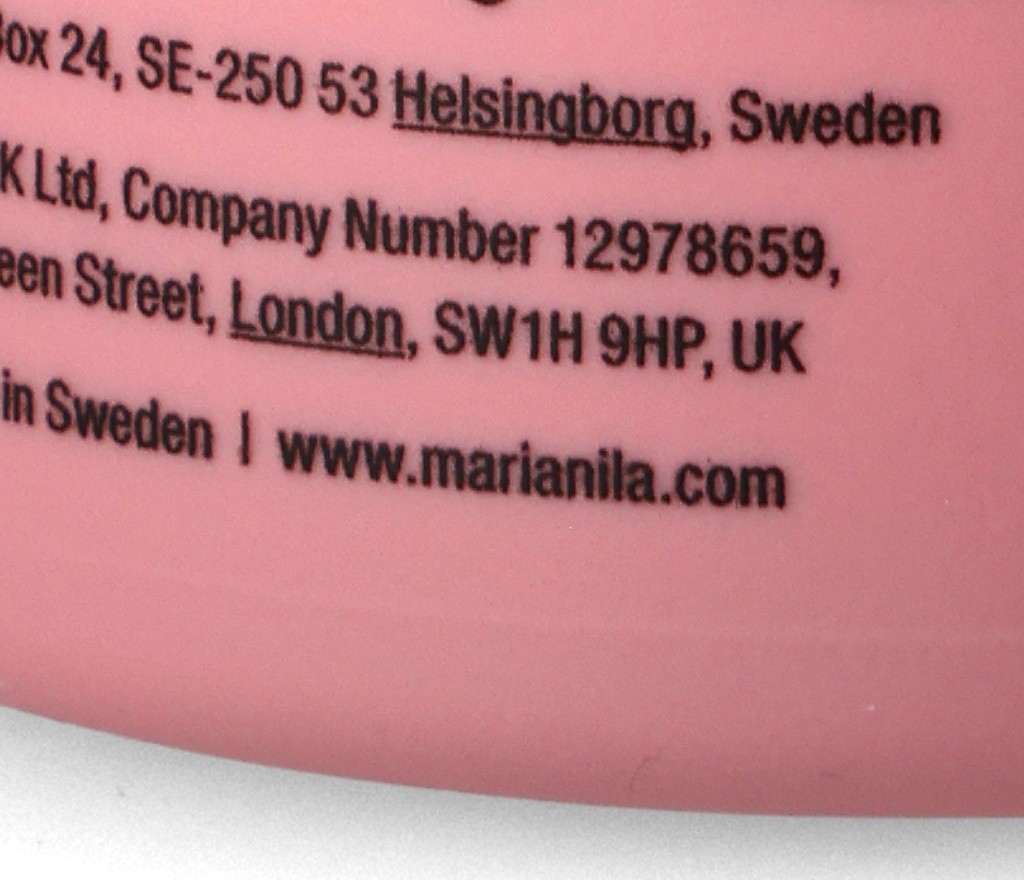 Box 24, SE-250 53 Helsingborg, Sweden
K Ltd, Company Number 12978659,
een Street, London, SW1H 9HP, UK
in Sweden | www.marianila.com